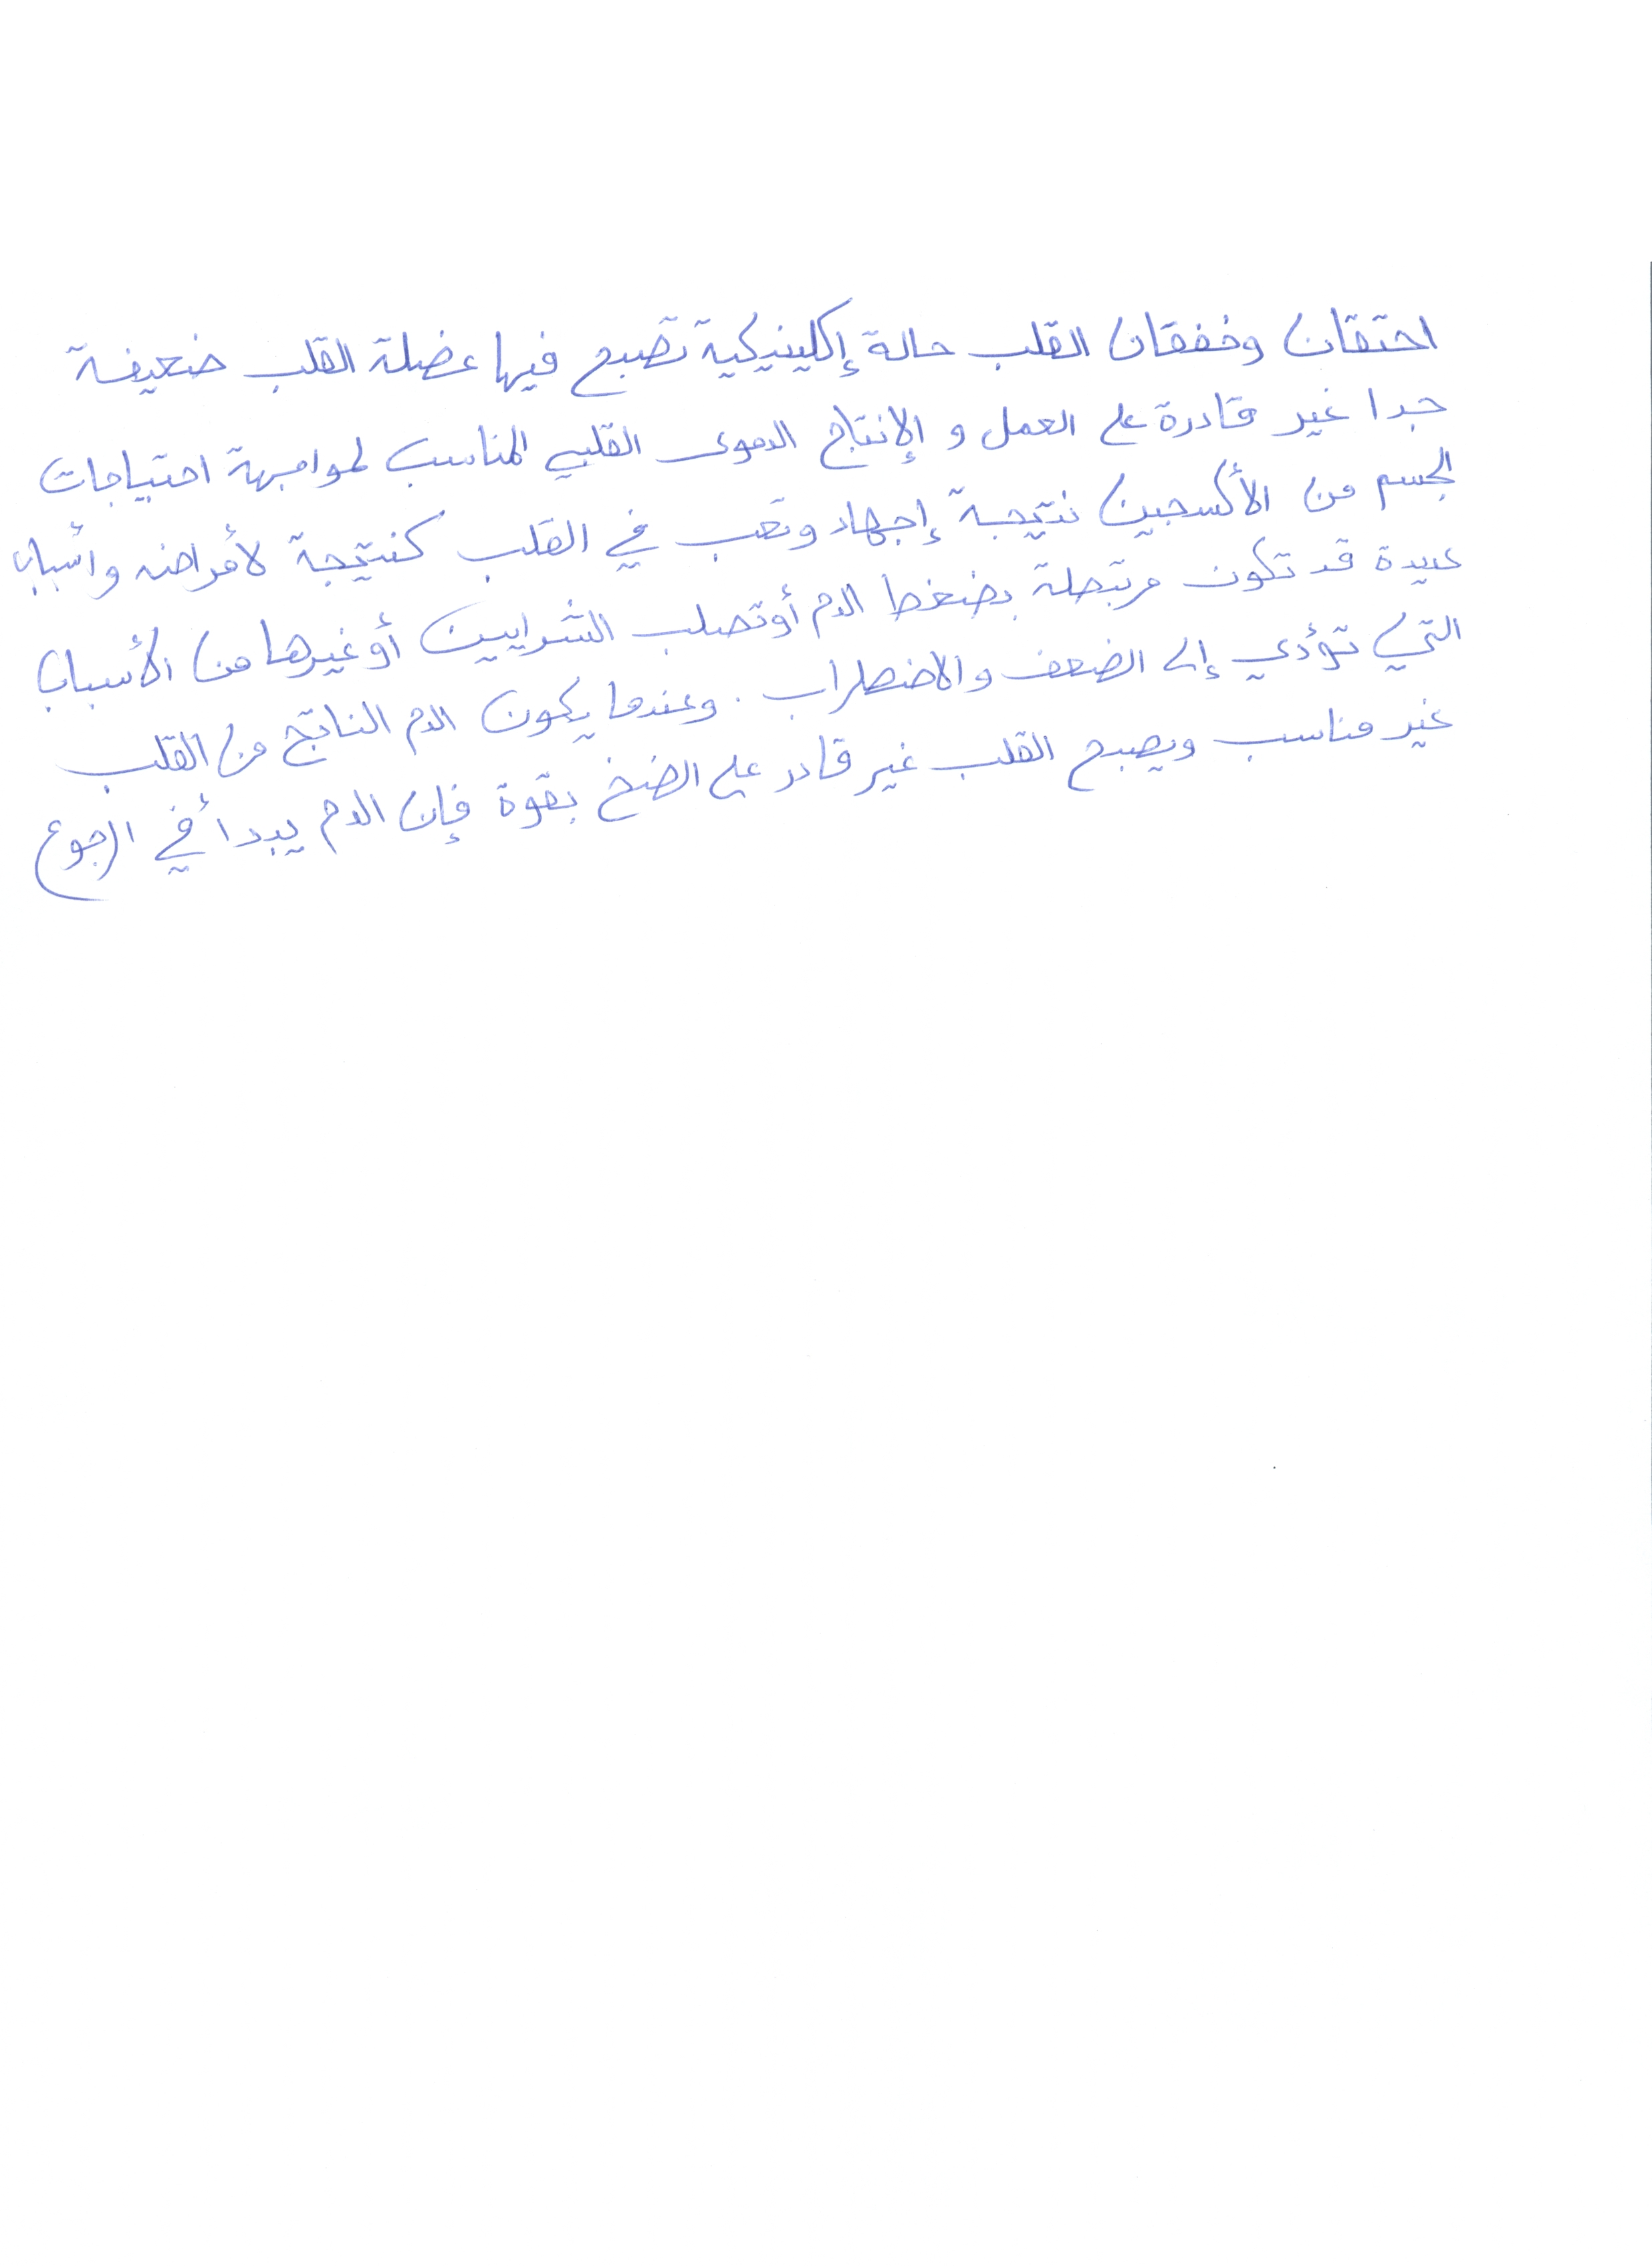 احتقان وخفقان القلب حالة إكلينيكية تصبح فيها عضلة القلب ضعيفة
جدا غير قادرة على العمل و الإنتاج الدموى القلبي المناسب لمواجهة احتياجات
الجسم من الأكسجين نتيجة إجهاد وتعب في القلب كنتيجة لأمراض وأسباب
عديدة قد تكون مرتبطة بضغط الدم أو تصلب الشرايين أو غيرها من الأسباب
التي تؤدي إلى الضعف والاضطراب. وعندما يكون الدم الناتج من القلب
غير مناسب ويصبح القلب غير قادر على الضخ بقوة فإن الدم يبدأ في الرجوع